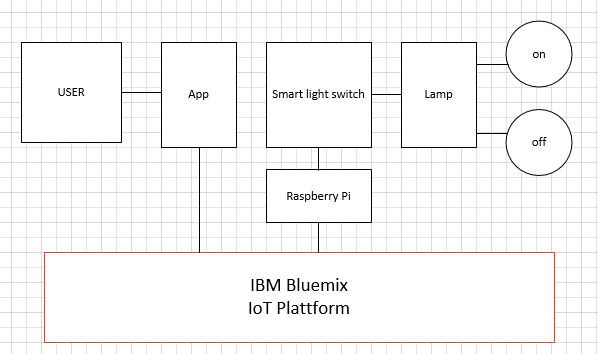 USER
App
Smart light switch
Lamp
on
off
Raspberry Pi
IBM Bluemix
IoT Plattform